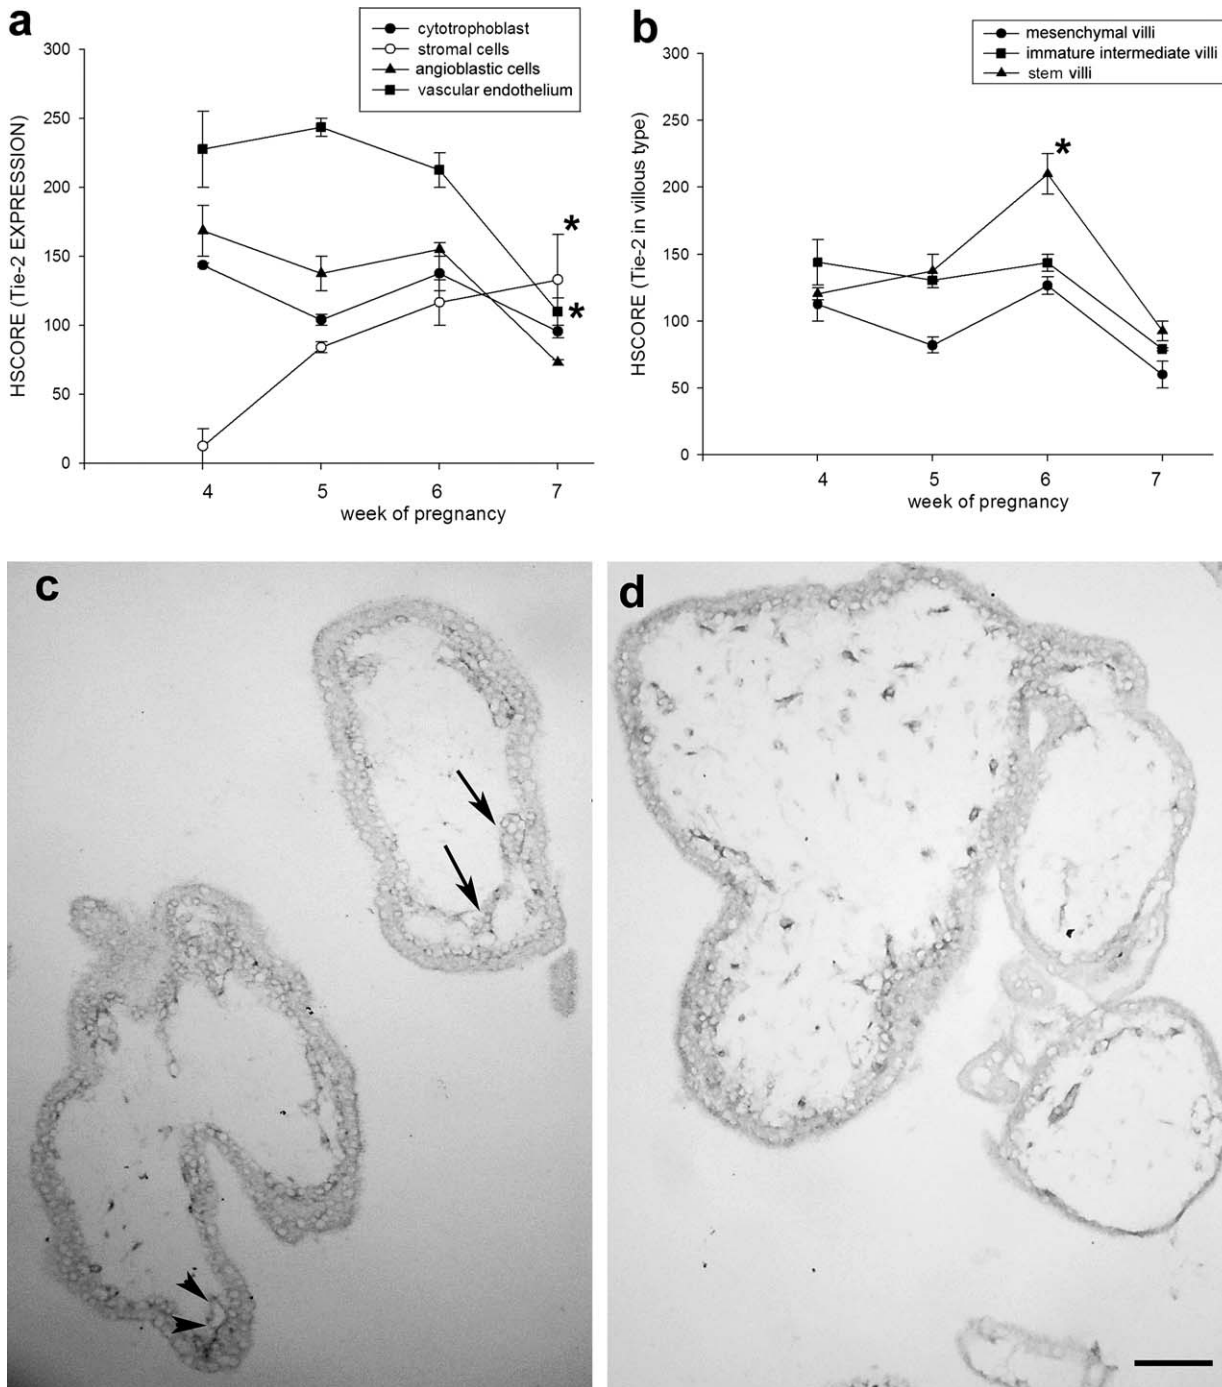 a
cytotrophoblast
stromal cells
angioblastic cells
vascular endothelium
HSCORE (Tie-2 EXPRESSION)
300
250
200
150
100
50
0
*
*
4 5 6 7
week of pregnancy
b
mesenchymal villi
immature intermediate villi
stem villi
HSCORE (Tie-2 in villous type)
300
250
200
150
100
50
0
*
4 5 6 7
week of pregnancy
c
d